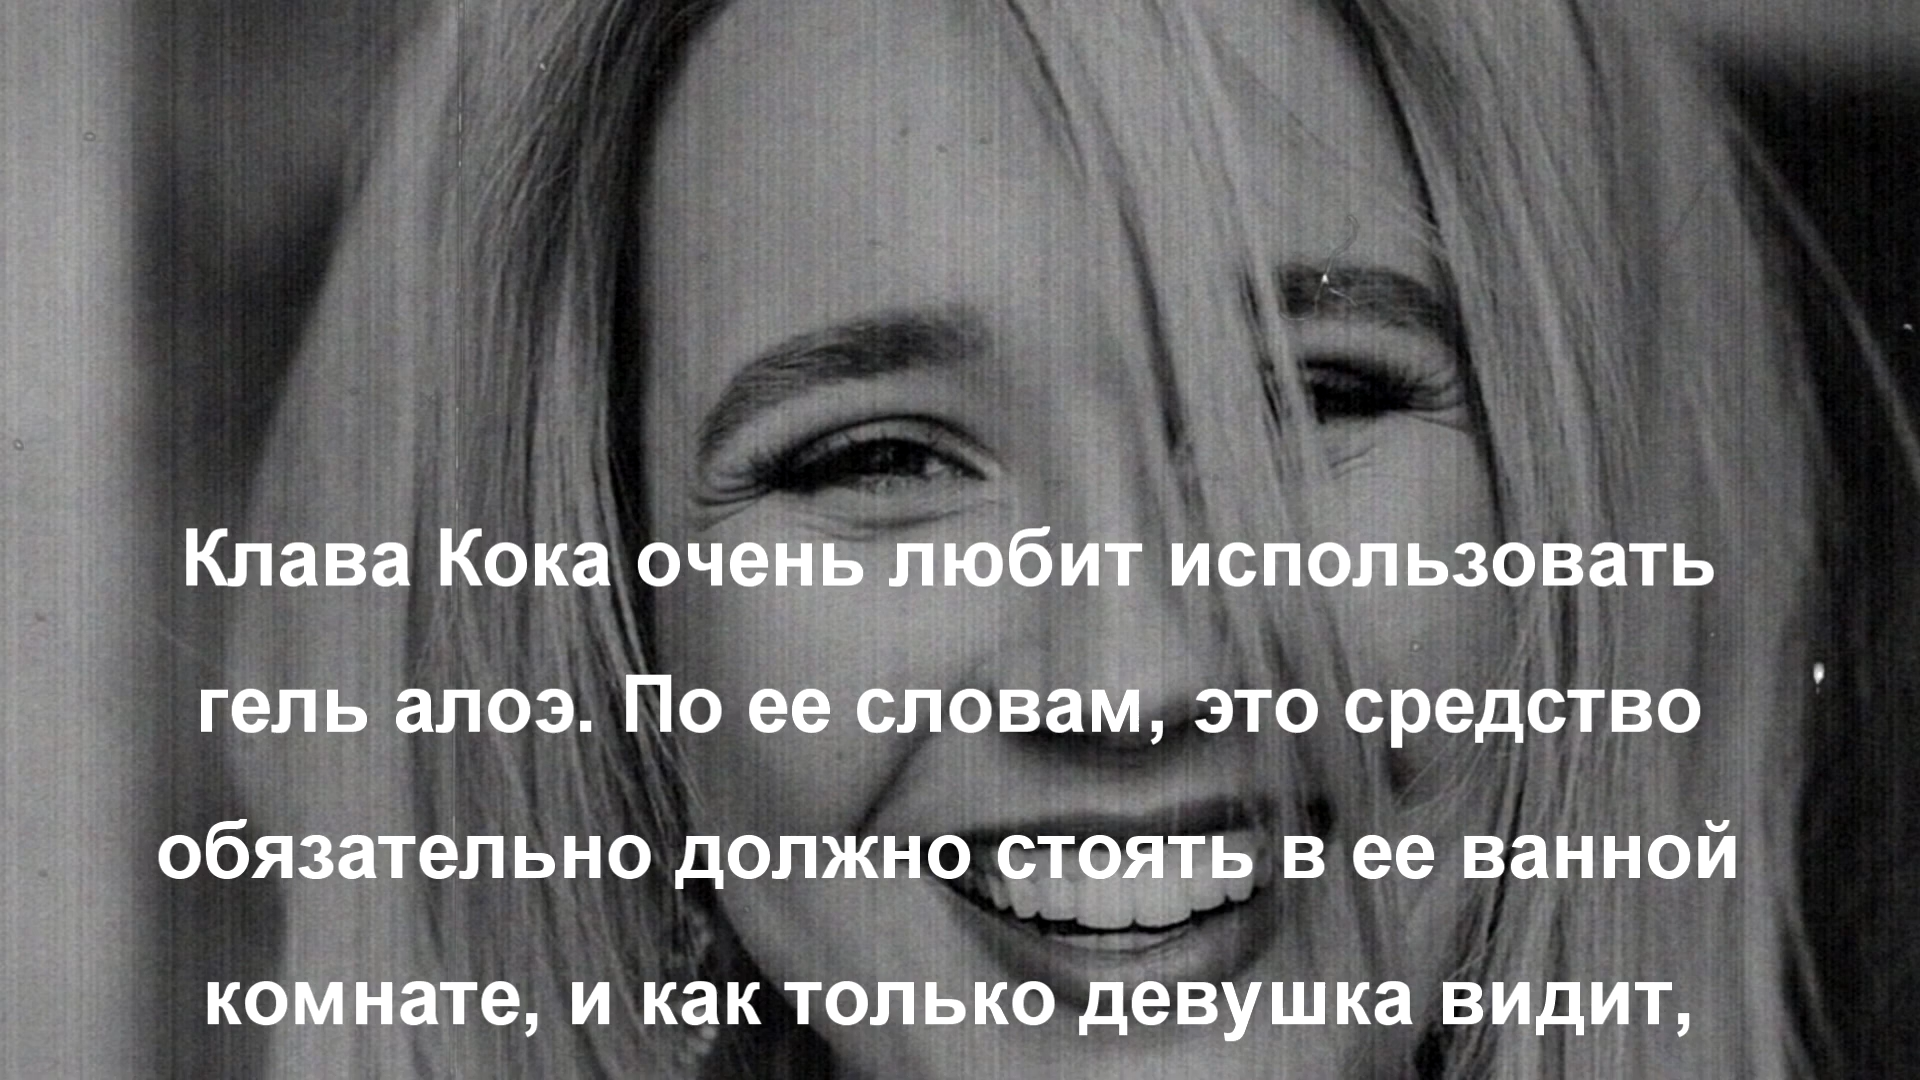 Клава Кока очень любит использовать
гель алоэ. По ее словам, это средство
обязательно должно стоять в ее ванной
комнате, и как только девушка видит,